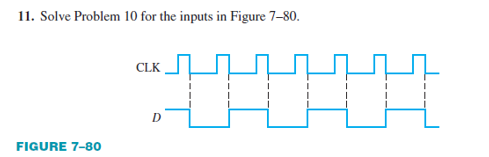 11. Solve Problem 10 for the inputs in Figure 7–80.
CLK
D
FIGURE 7–80